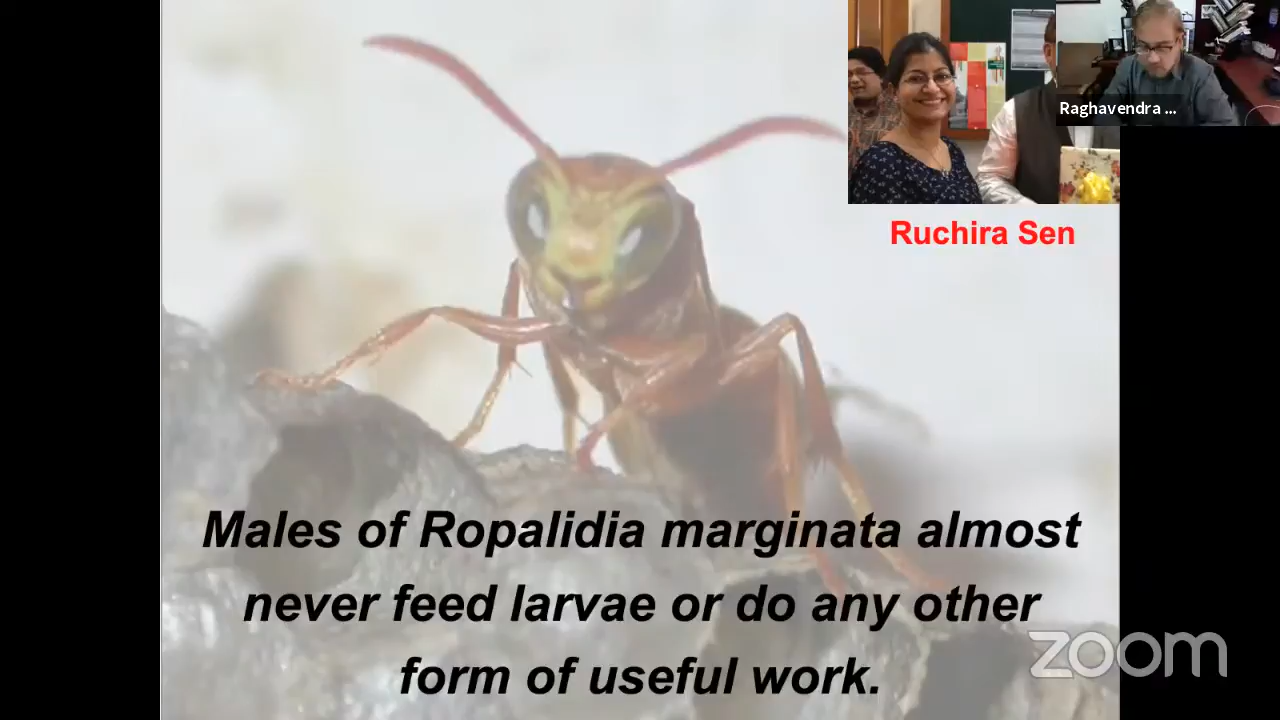 Raghavendra ...
Ruchira Sen
Males of Ropalidia marginata almost
never feed larvae or do any other
form of useful work.
zoom